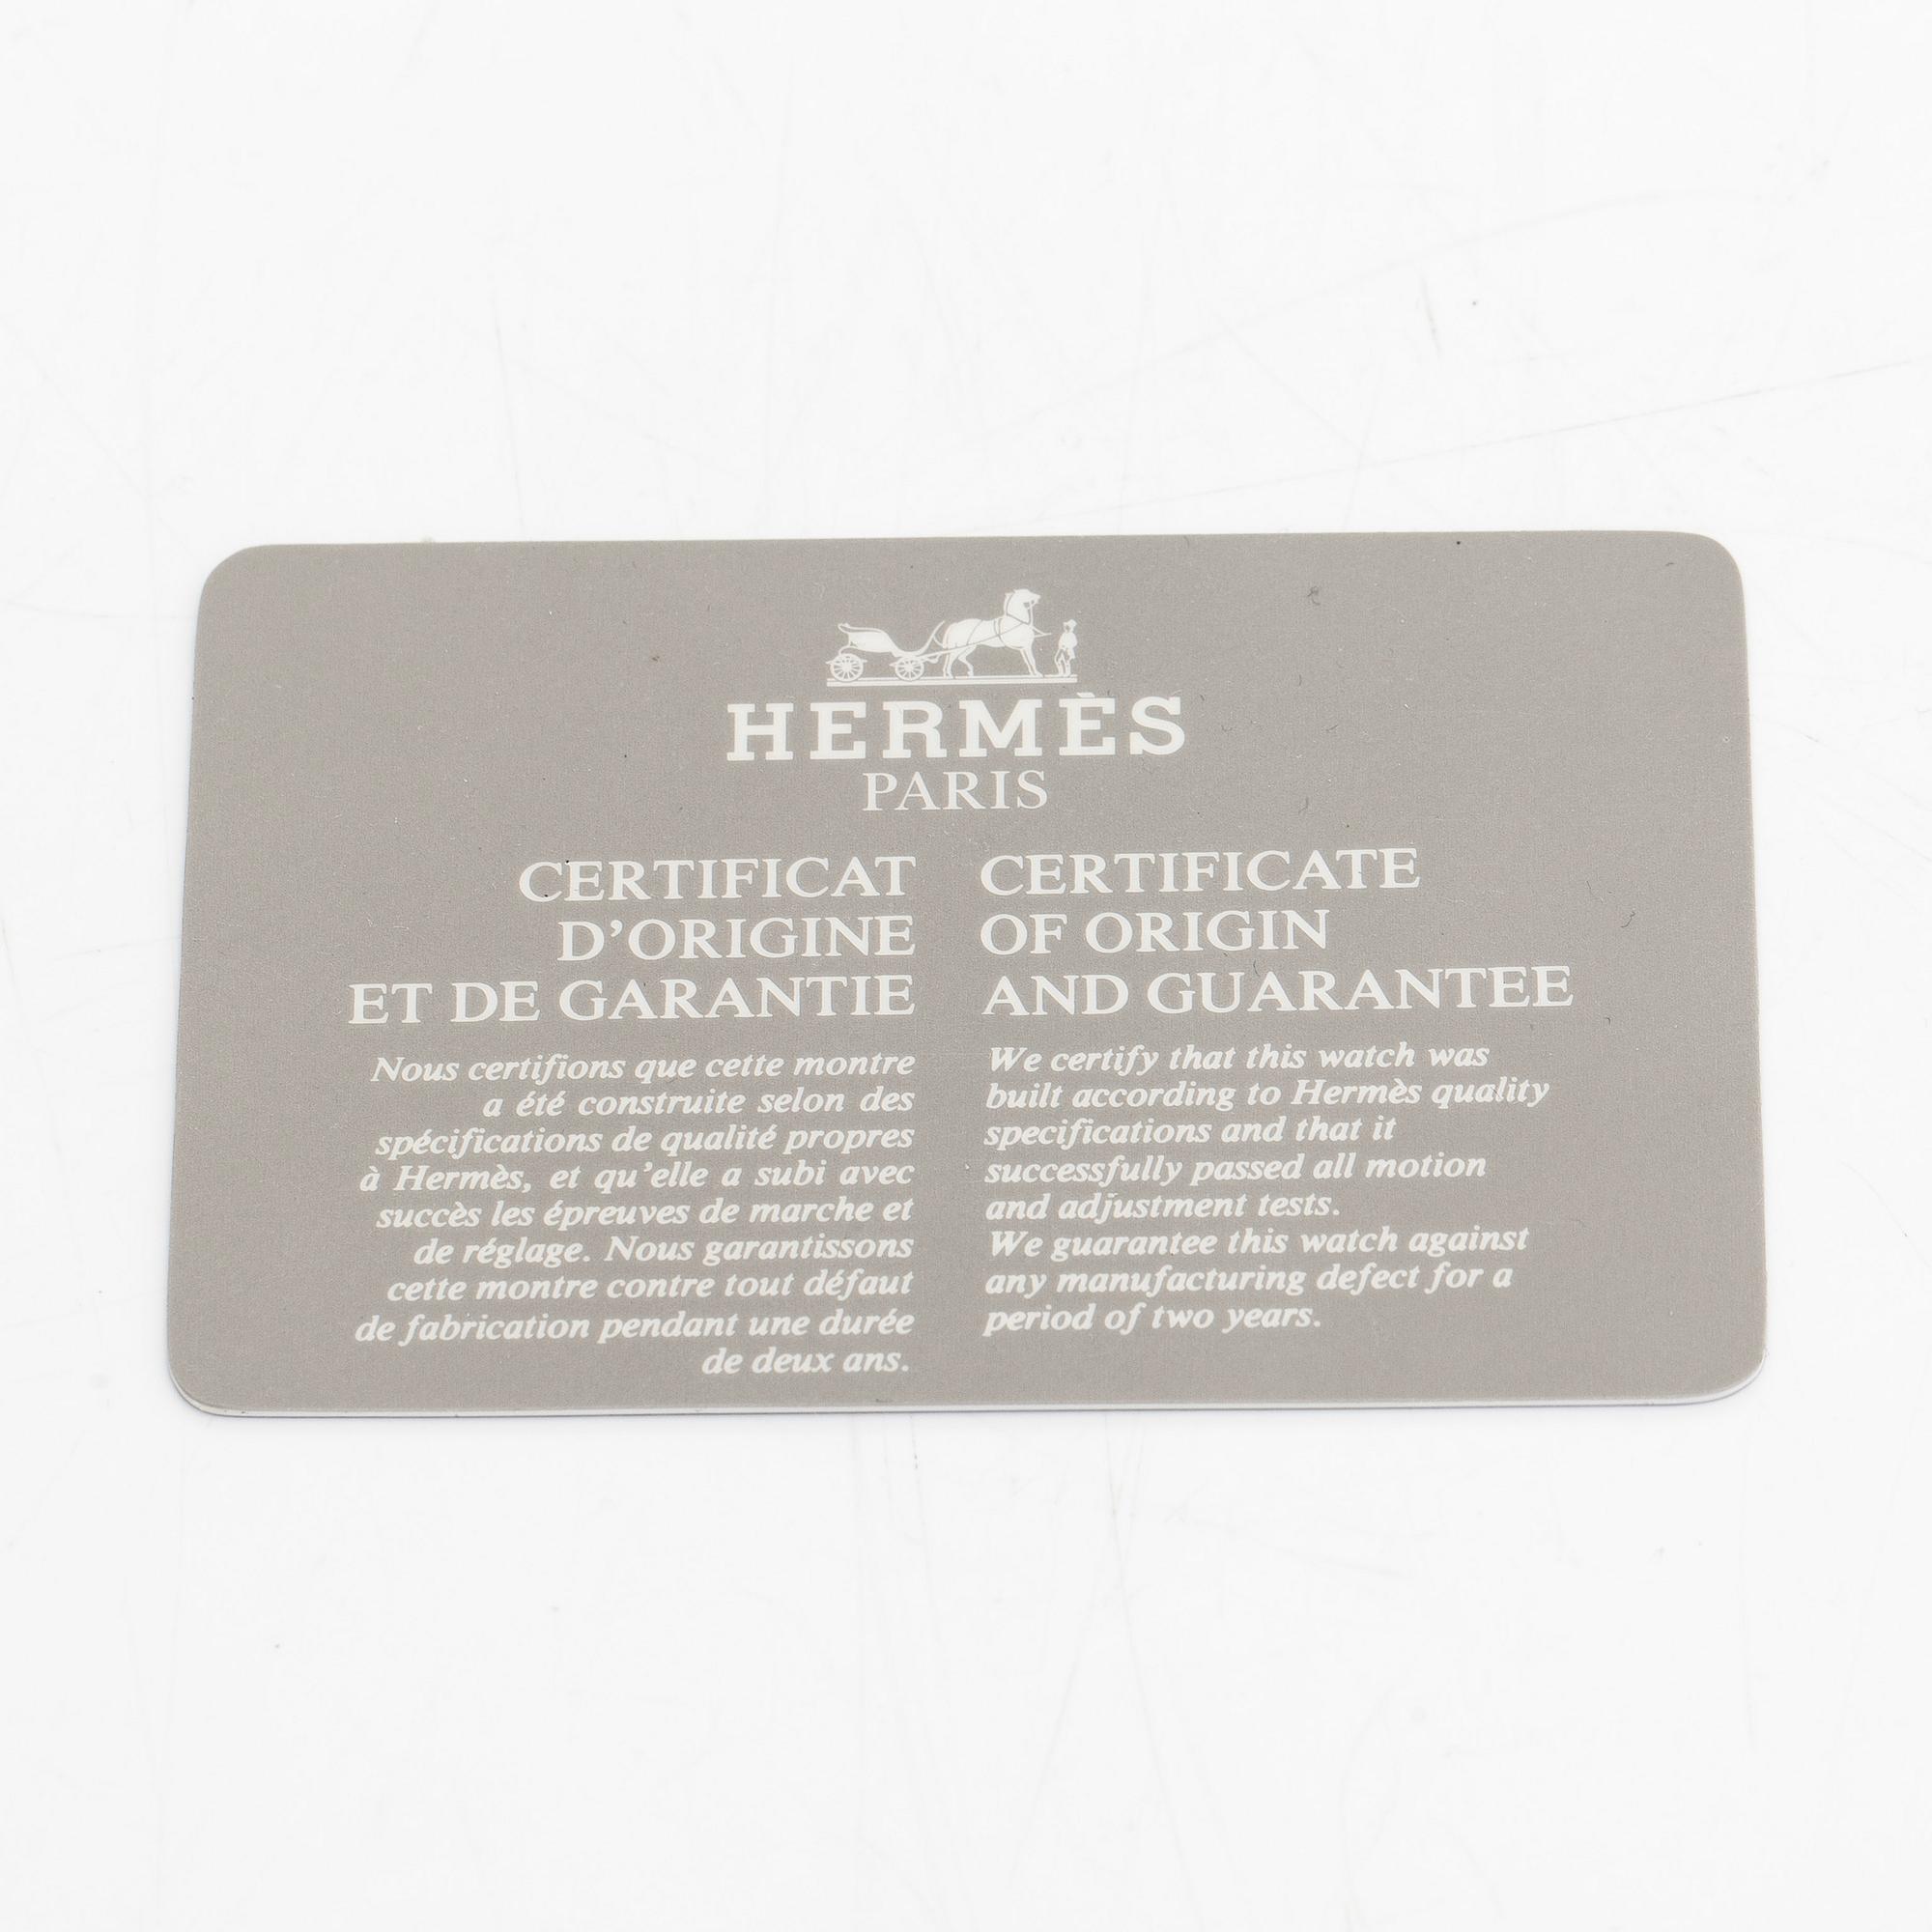 HERMÈS
PARIS
CERTIFICAT
D'ORIGINE
ET DE GARANTIE
Nous certifions que cette montre
a été construite selon des
spécifications de qualité propres
à Hermès, et qu'elle a subi avec
succès les épreuves de marche et
de réglage. Nous garantissons
cette montre contre tout défaut
de fabrication pendant une durée
de deux ans.
CERTIFICATE
OF ORIGIN
AND GUARANTEE
We certify that this watch was
built according to Hermès quality
specifications and that it
successfully passed all motion
and adjustment tests.
We guarantee this watch against
any manufacturing defect for a
period of two years.